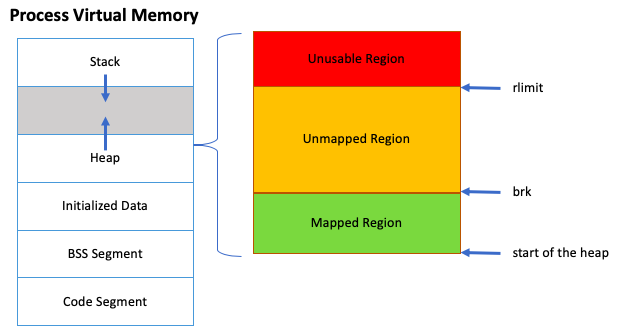 Process Virtual Memory
Stack
Heap
Initialized Data
BSS Segment
Code Segment
Unusable Region
Unmapped Region
Mapped Region
rlimit
brk
start of the heap